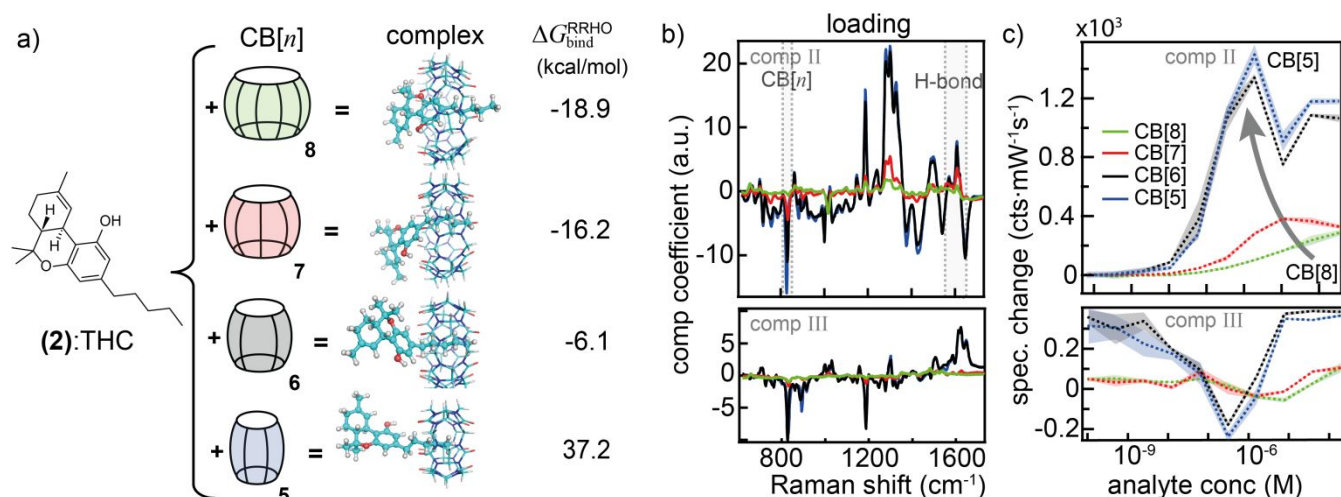 a)
CB[n]
complex
ΔG_bind^RRHO
(kcal/mol)
+ 8 =
-18.9
+ 7 =
-16.2
+ 6 =
-6.1
+ 5 =
37.2
H
H
OH
O
(2):THC
b)
loading
comp II
CB[n]
H-bond
20
10
0
-10
comp coefficient (a.u.)
comp III
5
0
-5
800
1200
1600
Raman shift (cm⁻¹)
c)
x10³
comp II
CB[5]
CB[8]
CB[7]
CB[6]
CB[5]
CB[8]
1.2
0.8
0.4
0
spec. change (cts·mW⁻¹s⁻¹)
comp III
0.2
0
-0.2
10⁻⁹
10⁻⁶
analyte conc (M)